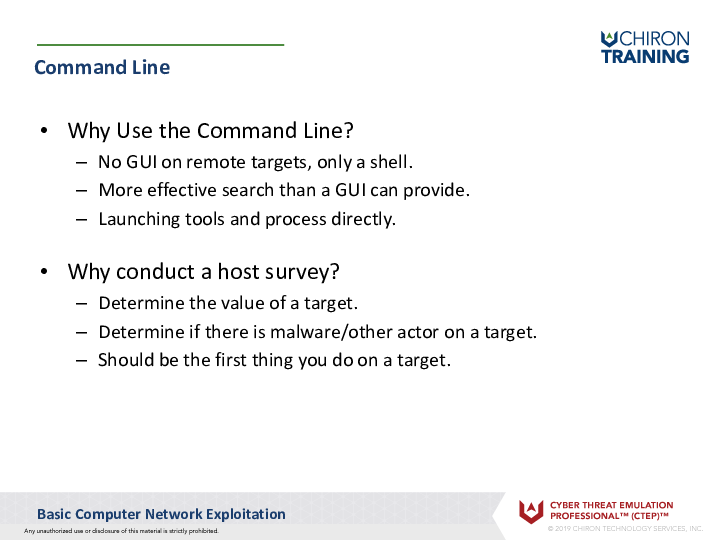 CHIRON
TRAINING
Command Line
• Why Use the Command Line?
– No GUI on remote targets, only a shell.
– More effective search than a GUI can provide.
– Launching tools and process directly.
• Why conduct a host survey?
– Determine the value of a target.
– Determine if there is malware/other actor on a target.
– Should be the first thing you do on a target.
Basic Computer Network Exploitation
Any unauthorized use or disclosure of this material is strictly prohibited.
CYBER THREAT EMULATION
PROFESSIONAL™ (CTEP)™
© 2019 CHIRON TECHNOLOGY SERVICES, INC.